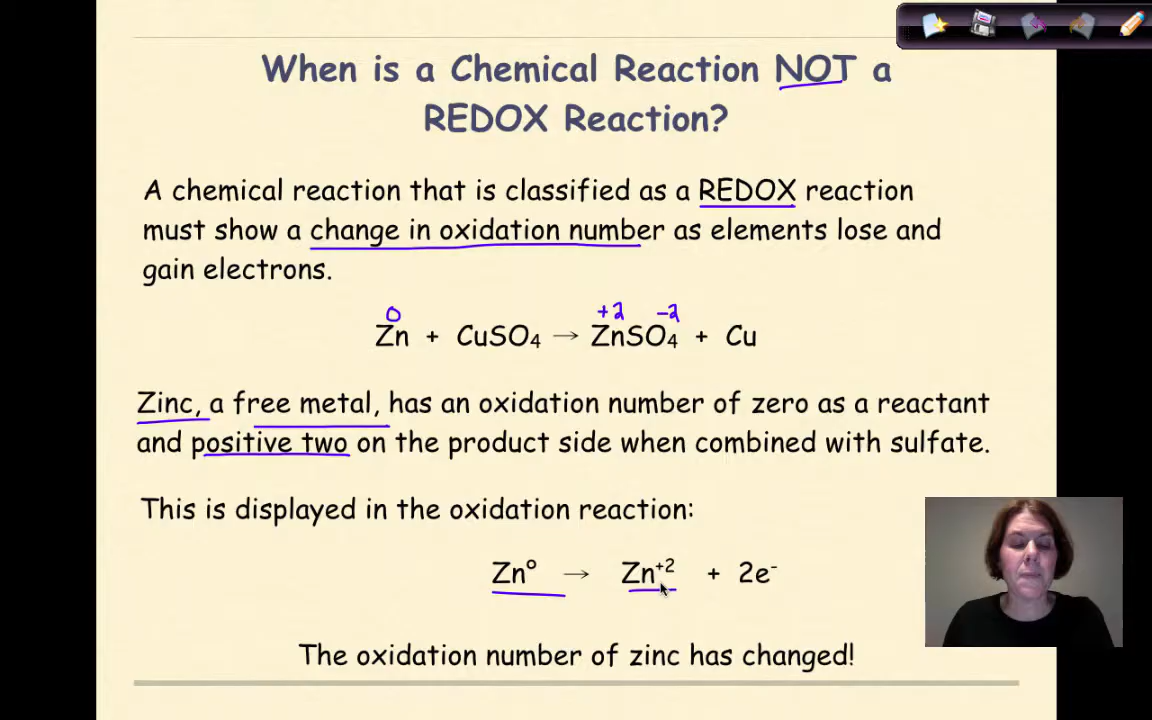 When is a Chemical Reaction NOT a
REDOX Reaction?
A chemical reaction that is classified as a REDOX reaction
must show a change in oxidation number as elements lose and
gain electrons.
0 +2 -2
Zn + CuSO₄ → ZnSO₄ + Cu
Zinc, a free metal, has an oxidation number of zero as a reactant
and positive two on the product side when combined with sulfate.
This is displayed in the oxidation reaction:
Zn° → Zn⁺² + 2e⁻
The oxidation number of zinc has changed!